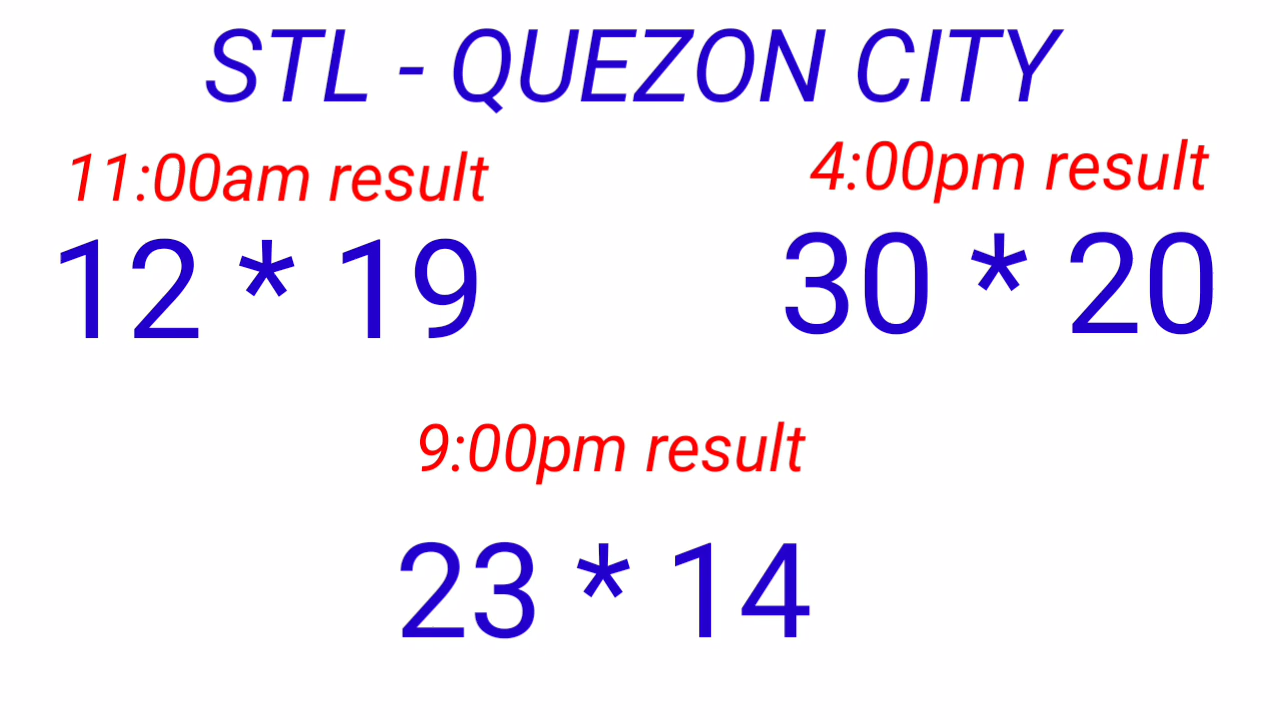 STL - QUEZON CITY
11:00am result
12 * 19
4:00pm result
30 * 20
9:00pm result
23 * 14